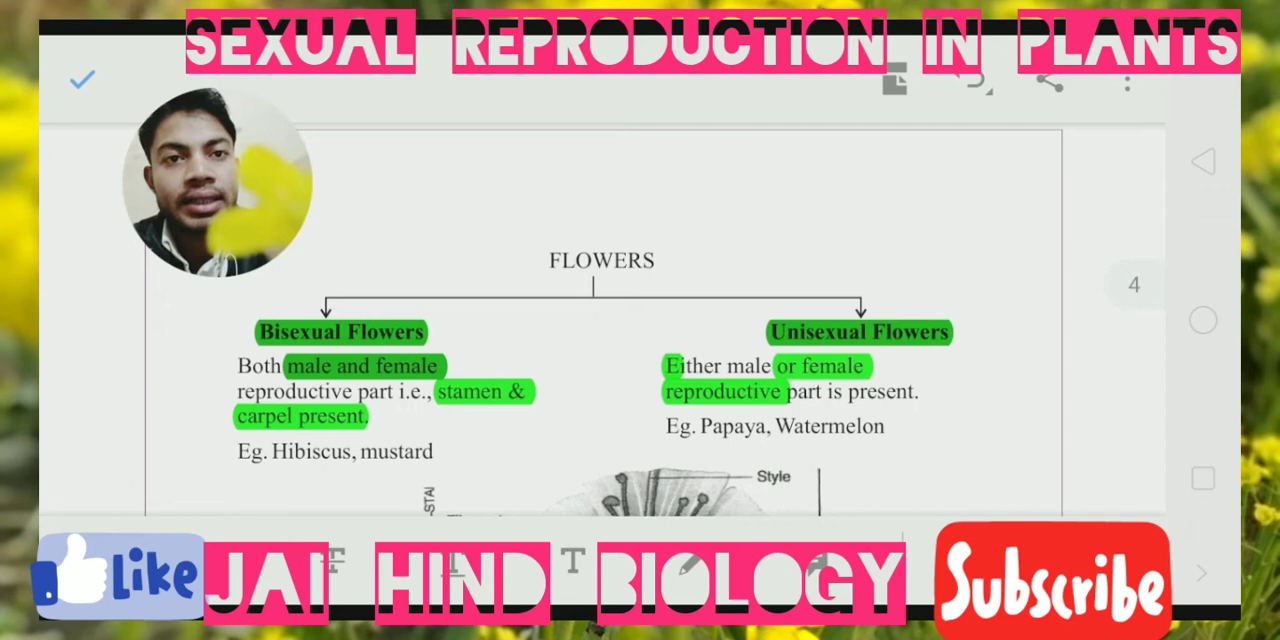 SEXUAL REPRODUCTION IN PLANTS
4
FLOWERS
Bisexual Flowers
Both male and female
reproductive part i.e., stamen &
carpel present.
Eg. Hibiscus, mustard
Unisexual Flowers
Either male or female
reproductive part is present.
Eg. Papaya, Watermelon
Style
Like
JAI HIND BIOLOGY
Subscribe